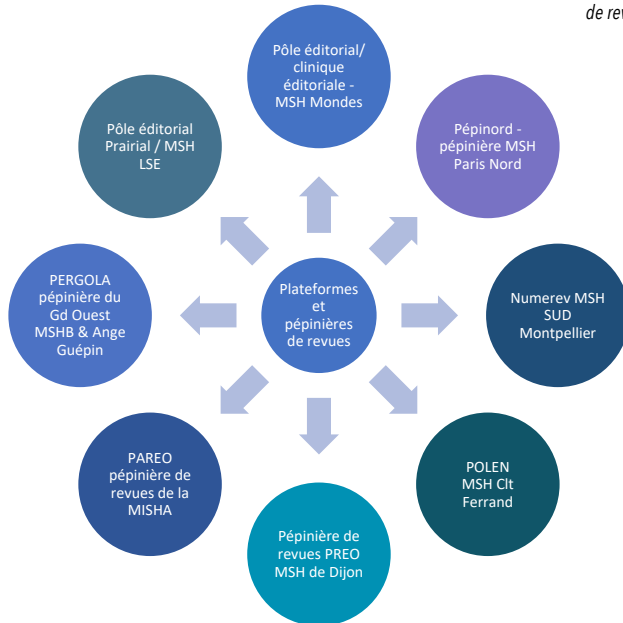 de rev
Pôle éditorial/
clinique
éditoriale -
MSH Mondes
Pôle éditorial
Prairial / MSH
LSE
Pépinord -
pépinière MSH
Paris Nord
PERGOLA
pépinière du
Gd Ouest
MSHB & Ange
Guépin
Plateformes
et
pépinières
de revues
Numerev MSH
SUD
Montpellier
PAREO
pépinière de
revues de la
MISHA
POLEN
MSH Clt
Ferrand
Pépinière de
revues PREO
MSH de Dijon